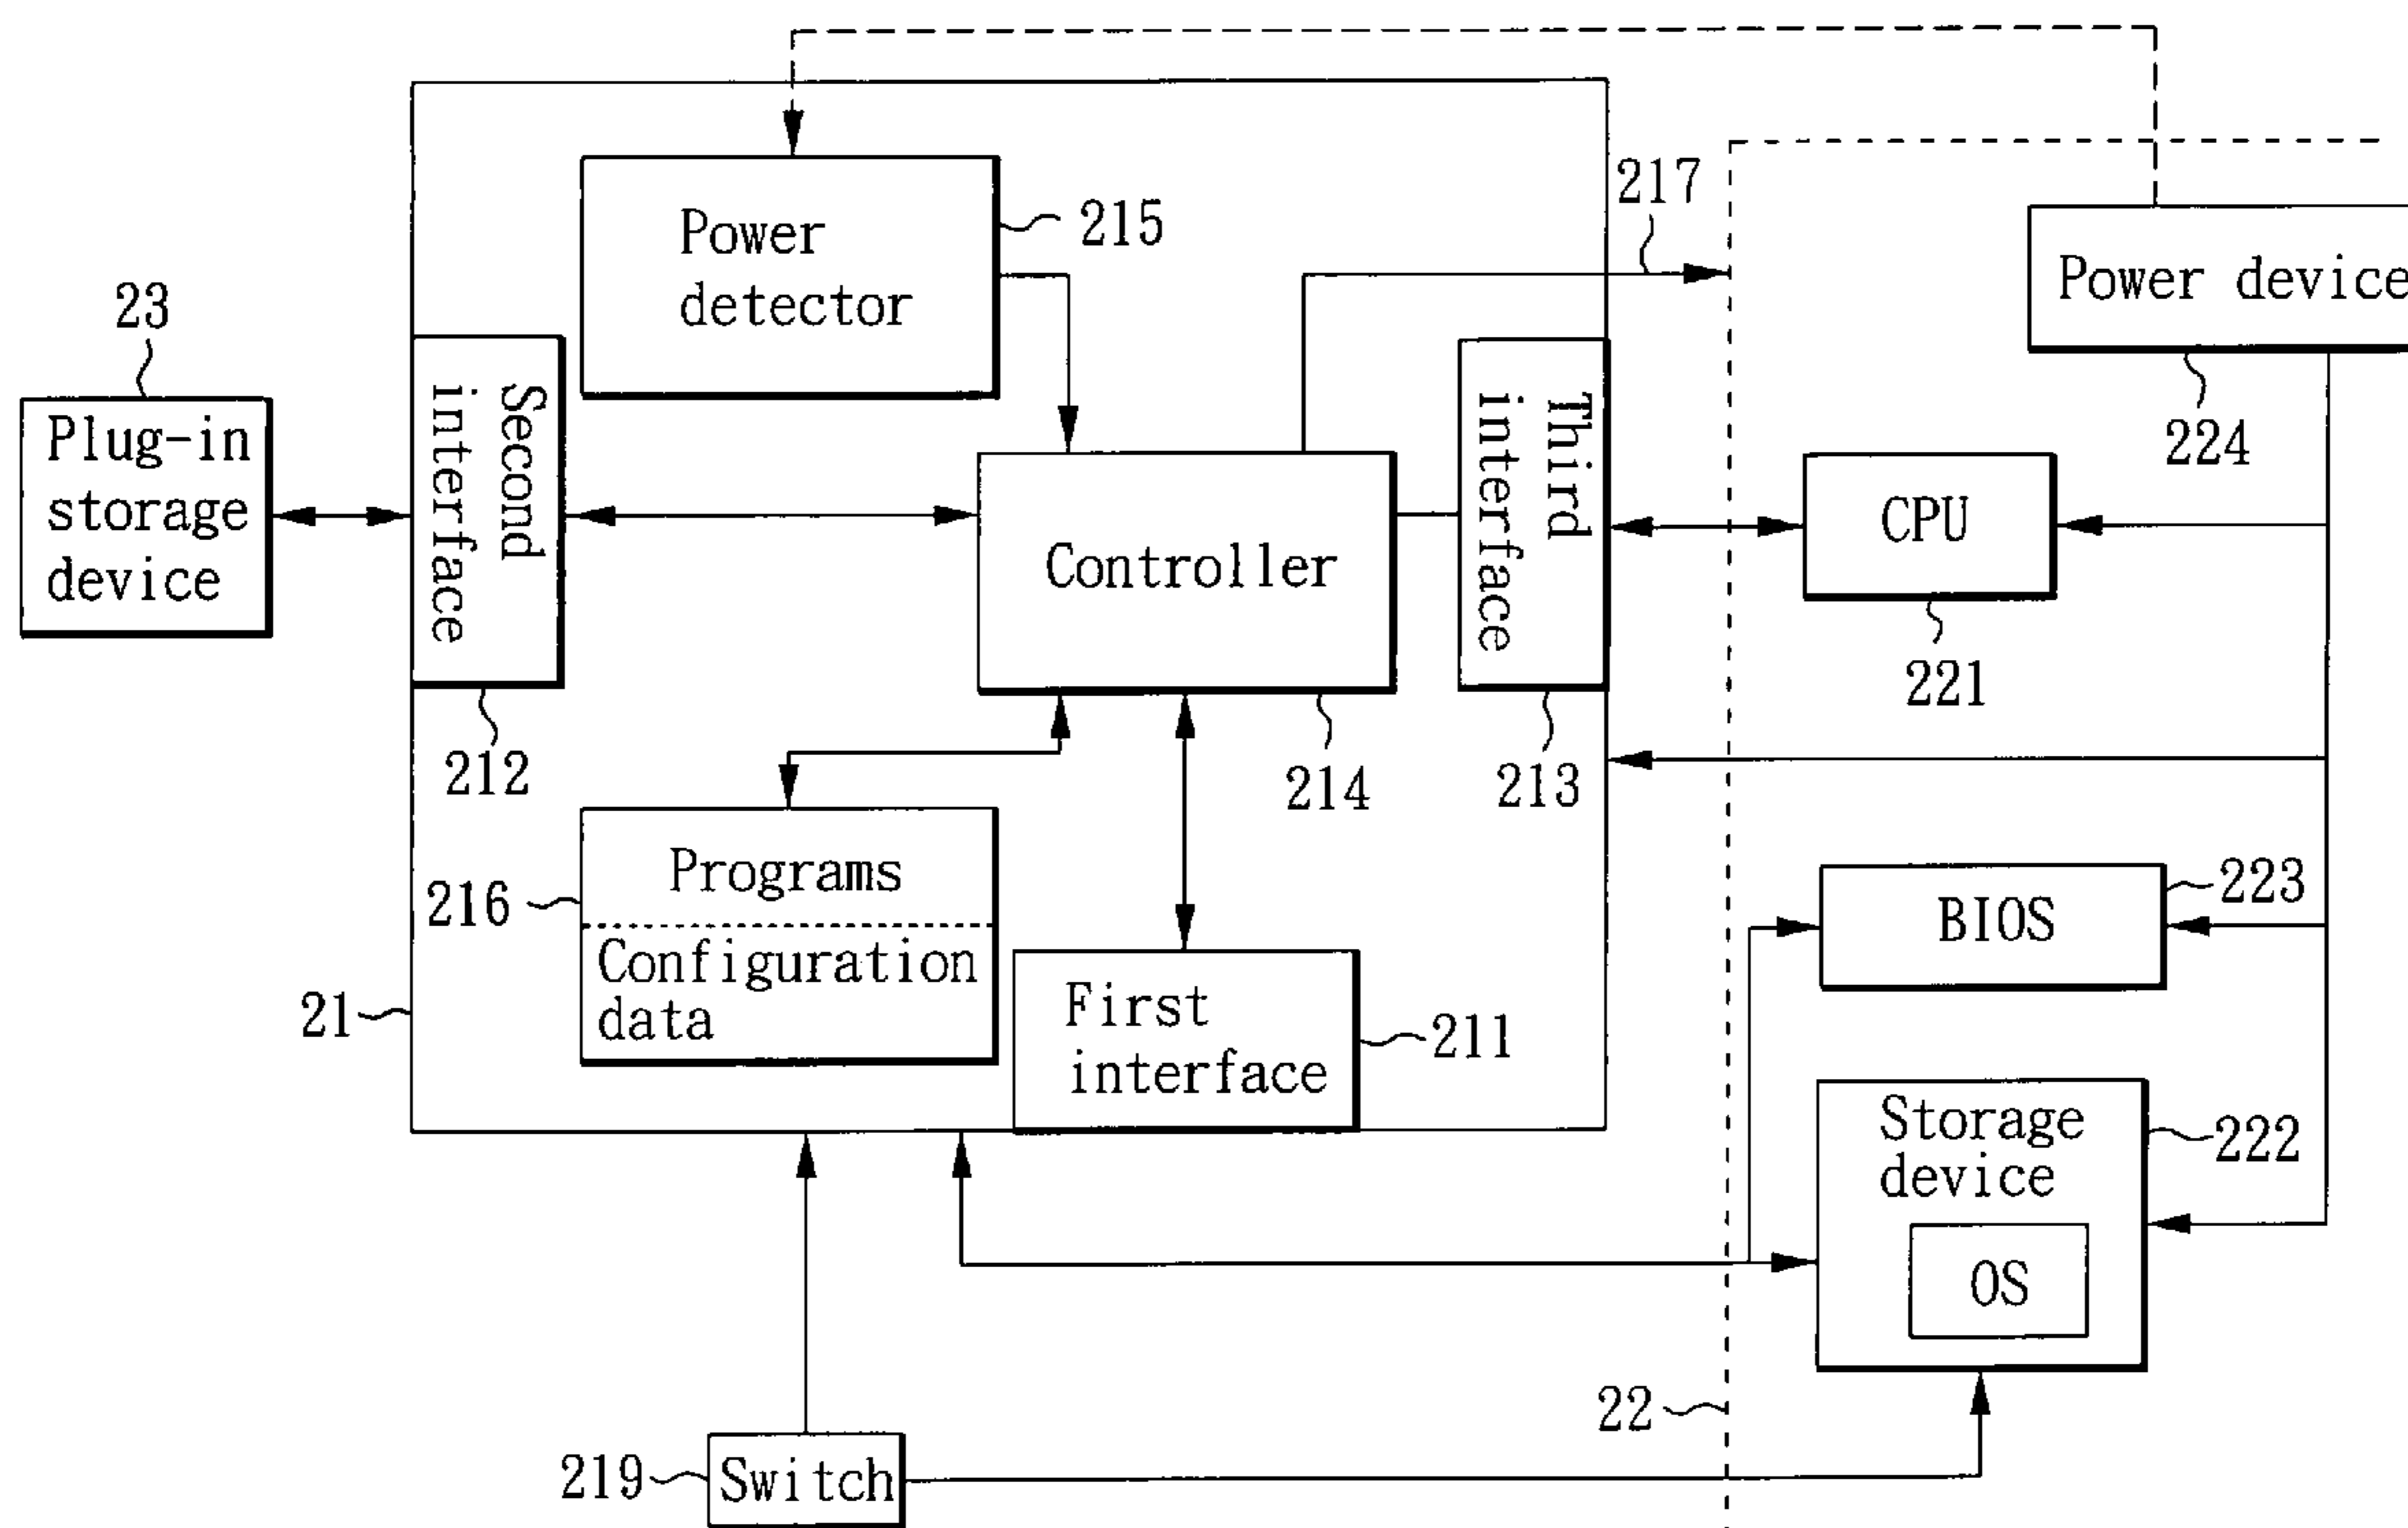 217
Power
detector
215
Power device
23
224
Plug-in
storage
device
Second
interface
Third
interface
CPU
Controller
221
212
214
213
Programs
216
223
BIOS
Configuration
data
21
First
interface
211
Storage
device
222
OS
22
219
Switch